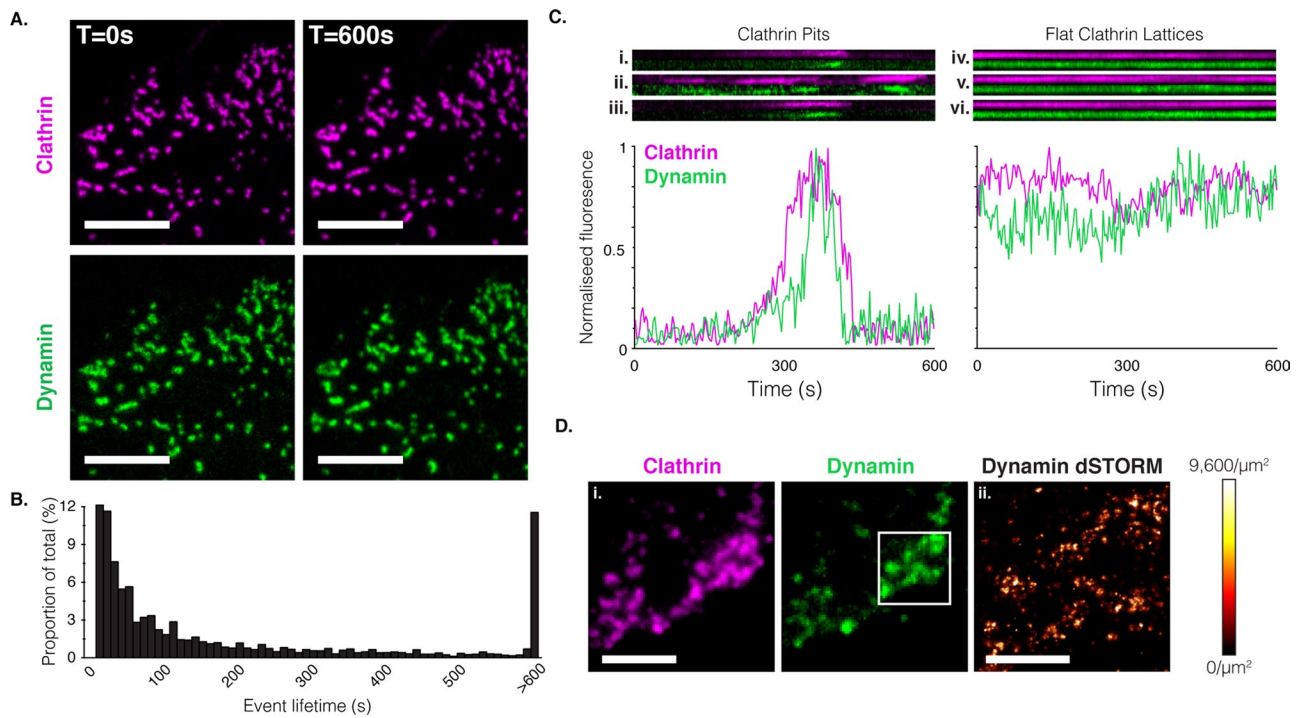 A.
T=0s
T=600s
Clathrin
Dynamin
B.
Proportion of total (%)
12
9
6
3
0
0
100
200
300
400
500
>600
Event lifetime (s)
C.
Clathrin Pits
Flat Clathrin Lattices
i.
ii.
iii.
iv.
v.
vi.
Clathrin
Dynamin
Normaliseed fluoresence
1
0.5
1
0
300
600
Time (s)
0
300
600
Time (s)
D.
Clathrin
Dynamin
Dynamin dSTORM
i.
ii.
9,600/µm²
0/µm²